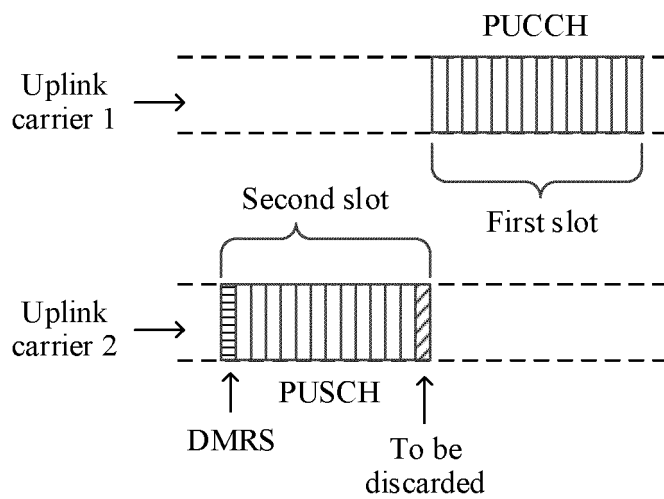 PUCCH
Uplink
carrier 1
First slot
Second slot
Uplink
carrier 2
PUSCH
DMRS
To be
discarded